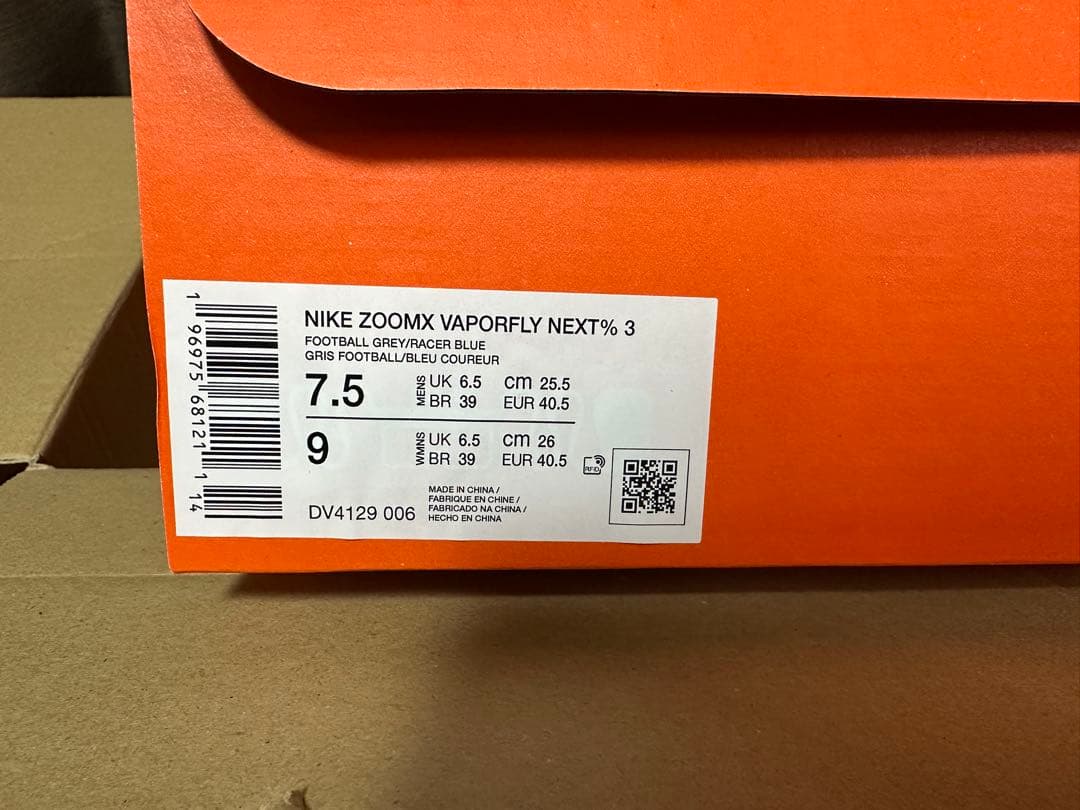 1 96975 68121 1 14
NIKE ZOOMX VAPORFLY NEXT% 3
FOOTBALL GREY/RACER BLUE
GRIS FOOTBALL/BLEU COUREUR
7.5 MENS UK 6.5 cm 25.5
BR 39 EUR 40.5
9 WMNS UK 6.5 cm 26
BR 39 EUR 40.5
RFID
DV4129 006
MADE IN CHINA /
FABRIQUE EN CHINE /
FABRICADO NA CHINA /
HECHO EN CHINA